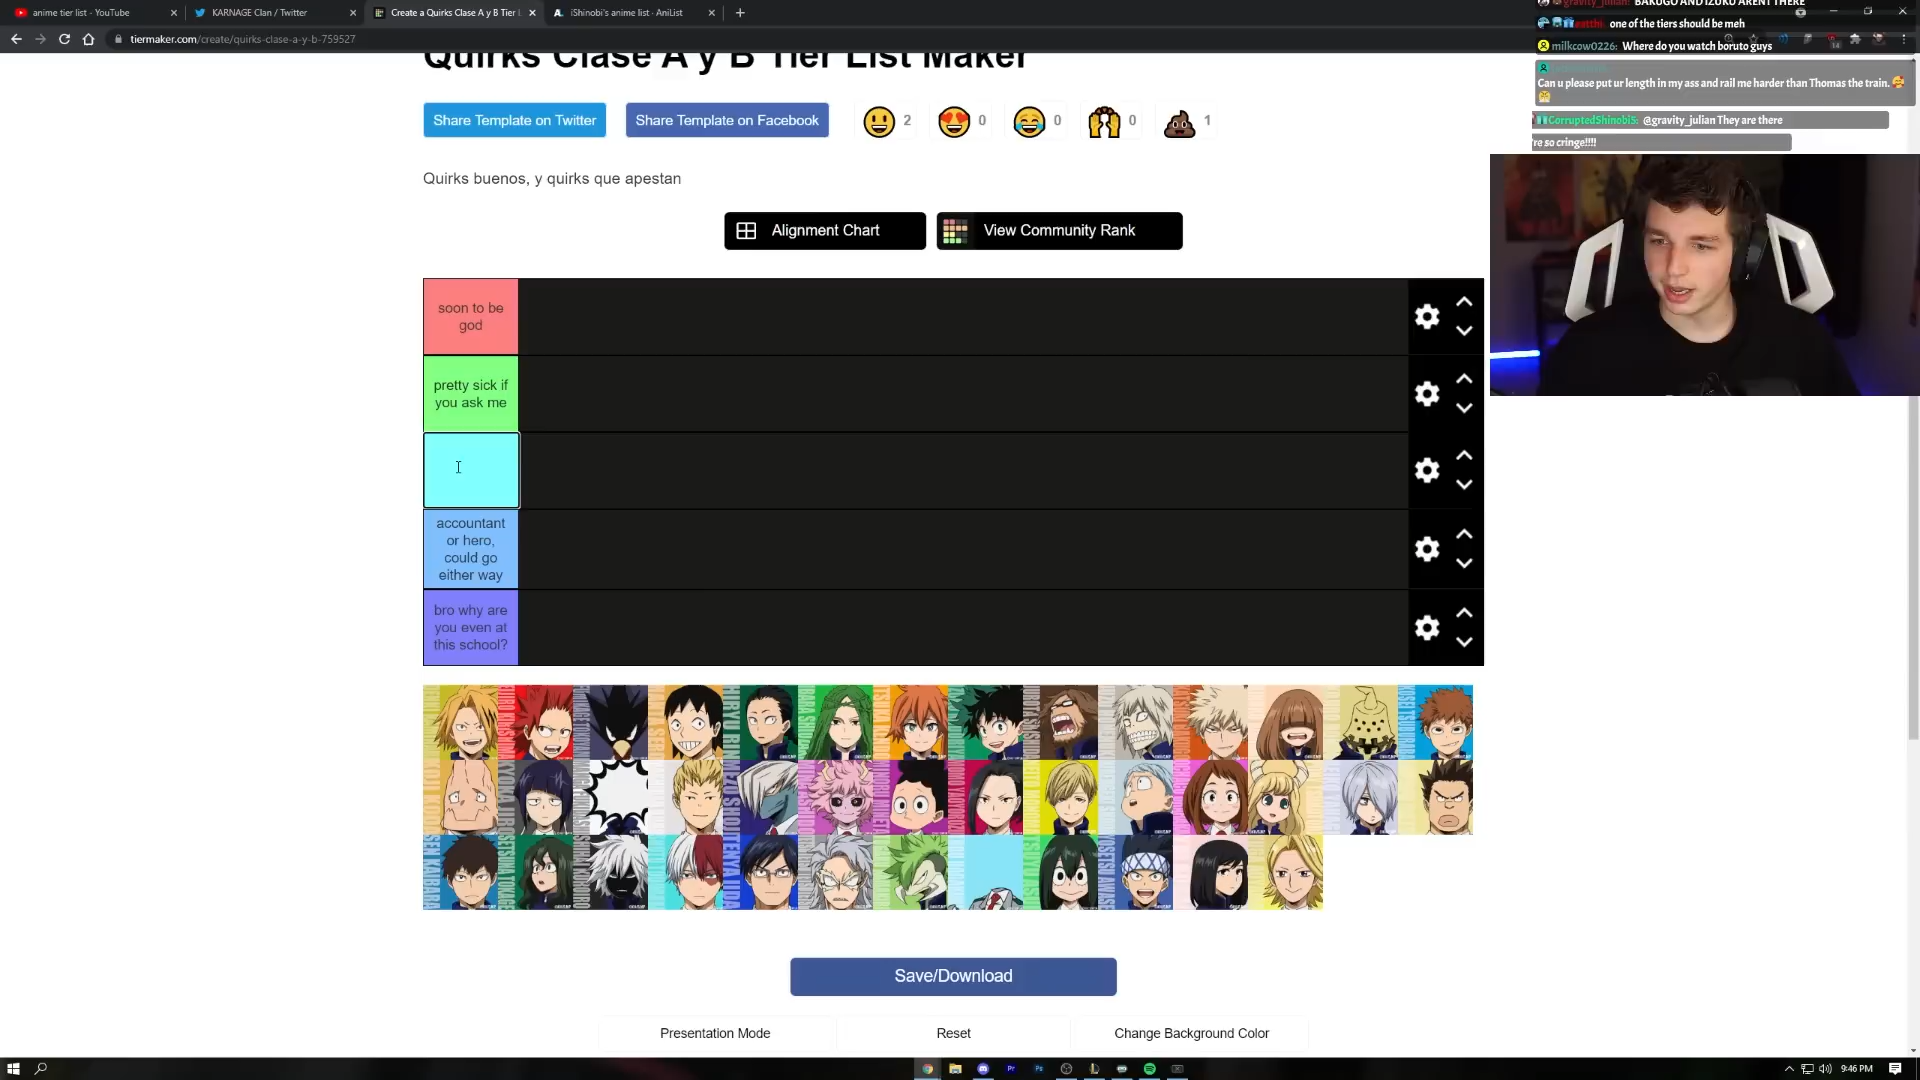 anime tier list - YouTube
KARNAGE Clan / Twitter
Create a Quirks Clase A y B Tier
iShinobi's anime list · AniList
tiermaker.com/create/quirks-clase-a-y-b-759527
gravity_julian: BAKUGO AND IZUKU ARENT THERE
one of the tiers should be meh
milkcow0226: Where do you watch boruto guys
Can u please put ur length in my ass and rail me harder than Thomas the train.
CorruptedShinobiS: @gravity_julian They are there
're so cringe!!!!
Quirks Clase A y B Tier List Maker
Share Template on Twitter
Share Template on Facebook
2
0
0
0
1
Quirks buenos, y quirks que apestan
Alignment Chart
View Community Rank
soon to be
god
pretty sick if
you ask me
accountant
or hero,
could go
either way
bro why are
you even at
this school?
Save/Download
Presentation Mode
Reset
Change Background Color
9:46 PM